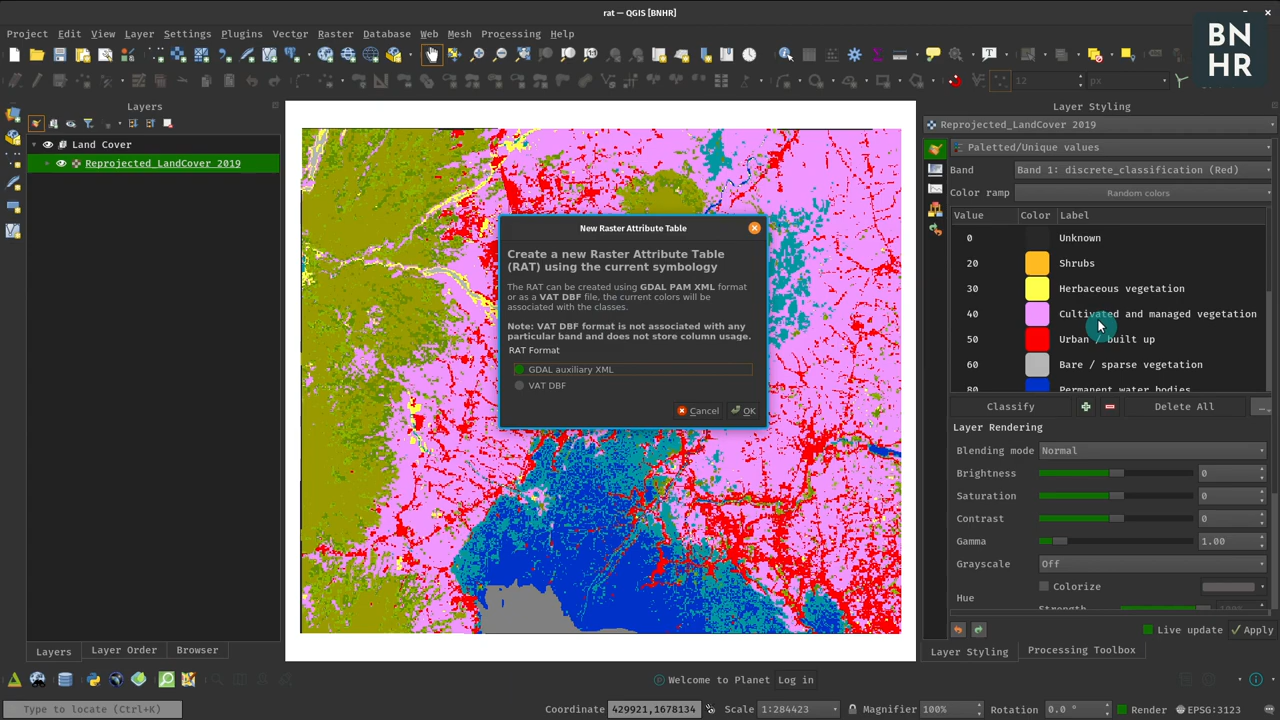 rat — QGIS [BNHR]
BN
HR
Project Edit View Layer Settings Plugins Vector Raster Database Web Mesh Processing Help
12 px
Layers
Land Cover
Reprojected_LandCover 2019
Layers Layer Order Browser
New Raster Attribute Table
Create a new Raster Attribute Table
(RAT) using the current symbology
The RAT can be created using GDAL PAM XML format
or as a VAT DBF file, the current colors will be
associated with the classes.
Note: VAT DBF format is not associated with any
particular band and does not store column usage.
RAT Format
GDAL auxiliary XML
VAT DBF
Cancel OK
Layer Styling
Reprojected_LandCover 2019
Paletted/Unique values
Band Band 1: discrete_classification (Red)
Color ramp Random colors
Value Color Label
0 Unknown
20 Shrubs
30 Herbaceous vegetation
40 Cultivated and managed vegetation
50 Urban / built up
60 Bare / sparse vegetation
80 Permanent water bodies
Classify Delete All ...
Layer Rendering
Blending mode Normal
Brightness 0
Saturation 0
Contrast 0
Gamma 1.00
Grayscale Off
Colorize
Hue
Strength 100%
Live update Apply
Layer Styling Processing Toolbox
Welcome to Planet Log in
Type to locate (Ctrl+K) Coordinate 429921,1678134 Scale 1:284423 Magnifier 100% Rotation 0.0 ° Render EPSG:3123